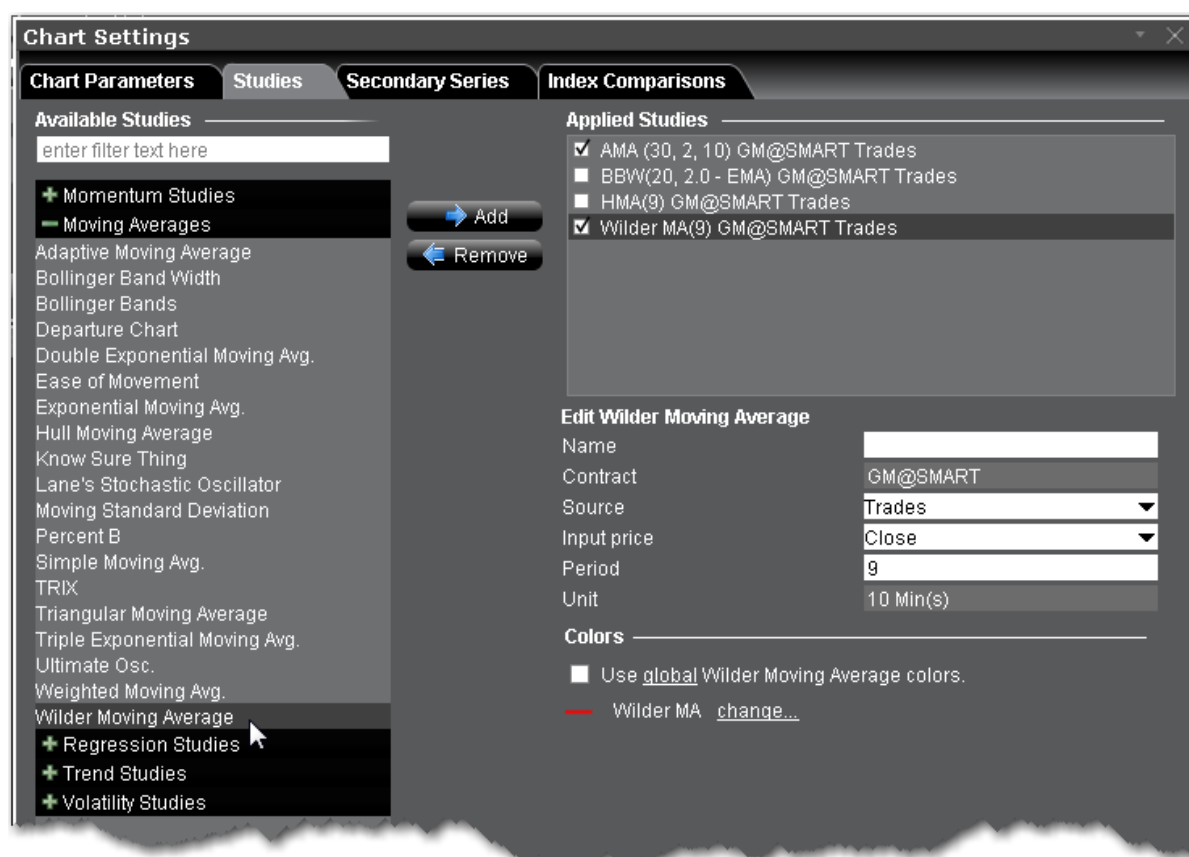 Chart Settings
Chart Parameters
Studies
Secondary Series
Index Comparisons
Available Studies
enter filter text here
Momentum Studies
Moving Averages
Adaptive Moving Average
Bollinger Band Width
Bollinger Bands
Departure Chart
Double Exponential Moving Avg.
Ease of Movement
Exponential Moving Avg.
Hull Moving Average
Know Sure Thing
Lane's Stochastic Oscillator
Moving Standard Deviation
Percent B
Simple Moving Avg.
TRIX
Triangular Moving Average
Triple Exponential Moving Avg.
Ultimate Osc.
Weighted Moving Avg.
Wilder Moving Average
Regression Studies
Trend Studies
Volatility Studies
Add
Remove
Applied Studies
AMA (30, 2, 10) GM@SMART Trades
BBW(20, 2.0 - EMA) GM@SMART Trades
HMA(9) GM@SMART Trades
Wilder MA(9) GM@SMART Trades
Edit Wilder Moving Average
Name
Contract GM@SMART
Source Trades
Input price Close
Period 9
Unit 10 Min(s)
Colors
Use global Wilder Moving Average colors.
Wilder MA change...